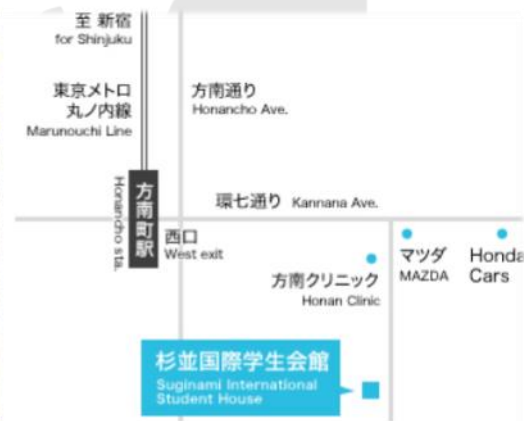 至 新宿
for Shinjuku
東京メトロ
丸ノ内線
Marunouchi Line
方南通り
Honancho Ave.
方南町駅
Honancho sta.
環七通り Kannana Ave.
西口
West exit
方南クリニック
Honan Clinic
マツダ
MAZDA
Honda
Cars
杉並国際学生会館
Suginami International
Student House